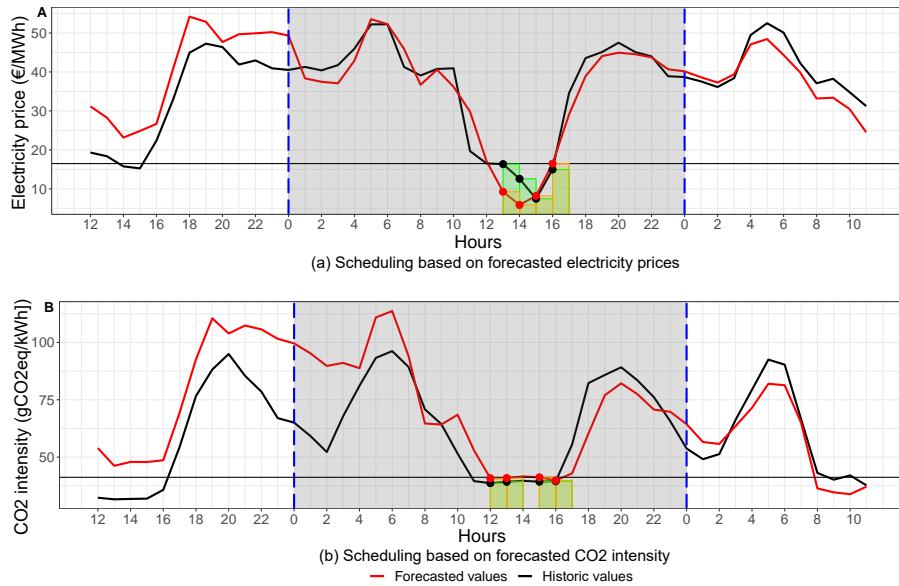 A
Electricity price (€/MWh)
50
40
30
20
10
12 14 16 18 20 22 0 2 4 6 8 10 12 14 16 18 20 22 0 2 4 6 8 10
Hours
(a) Scheduling based on forecasted electricity prices
B
CO2 intensity (gCO2eq/kWh])
100
75
50
12 14 16 18 20 22 0 2 4 6 8 10 12 14 16 18 20 22 0 2 4 6 8 10
Hours
(b) Scheduling based on forecasted CO2 intensity
Forecasted values Historic values